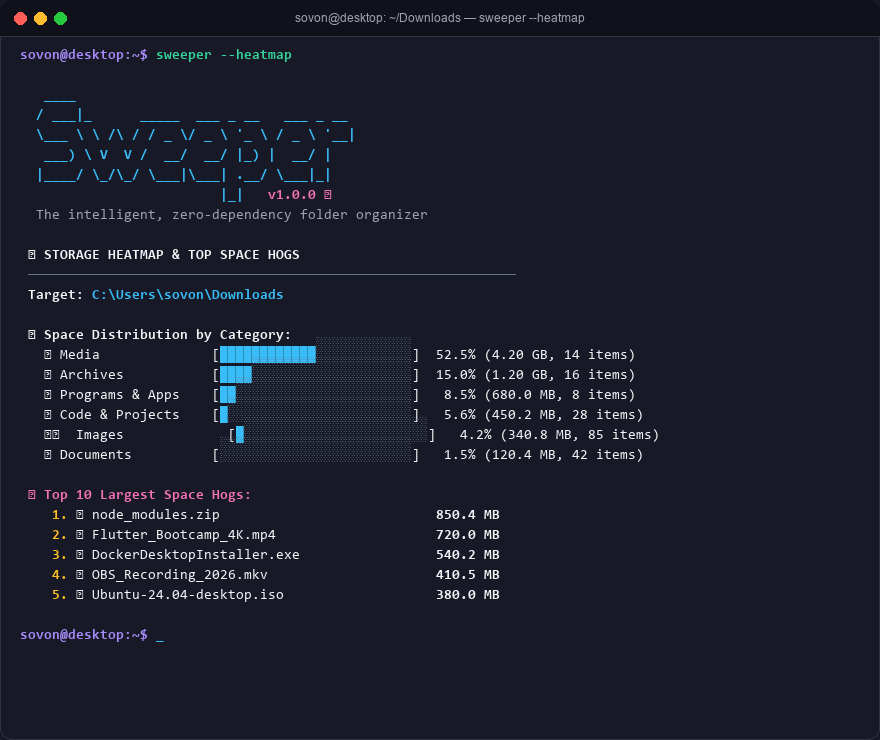 sovon@desktop: ~/Downloads — sweeper --heatmap
sovon@desktop:~$ sweeper --heatmap
Sweeper
v1.0.0
The intelligent, zero-dependency folder organizer
STORAGE HEATMAP & TOP SPACE HOGS
Target: C:\Users\sovon\Downloads
Space Distribution by Category:
Media [████████████░░░░░░░░░░░░] 52.5% (4.20 GB, 14 items)
Archives [████░░░░░░░░░░░░░░░░░░░░] 15.0% (1.20 GB, 16 items)
Programs & Apps [██░░░░░░░░░░░░░░░░░░░░░░] 8.5% (680.0 MB, 8 items)
Code & Projects [█░░░░░░░░░░░░░░░░░░░░░░░] 5.6% (450.2 MB, 28 items)
Images [█░░░░░░░░░░░░░░░░░░░░░░░] 4.2% (340.8 MB, 85 items)
Documents [░░░░░░░░░░░░░░░░░░░░░░░░] 1.5% (120.4 MB, 42 items)
Top 10 Largest Space Hogs:
1. node_modules.zip 850.4 MB
2. Flutter_Bootcamp_4K.mp4 720.0 MB
3. DockerDesktopInstaller.exe 540.2 MB
4. OBS_Recording_2026.mkv 410.5 MB
5. Ubuntu-24.04-desktop.iso 380.0 MB
sovon@desktop:~$ _